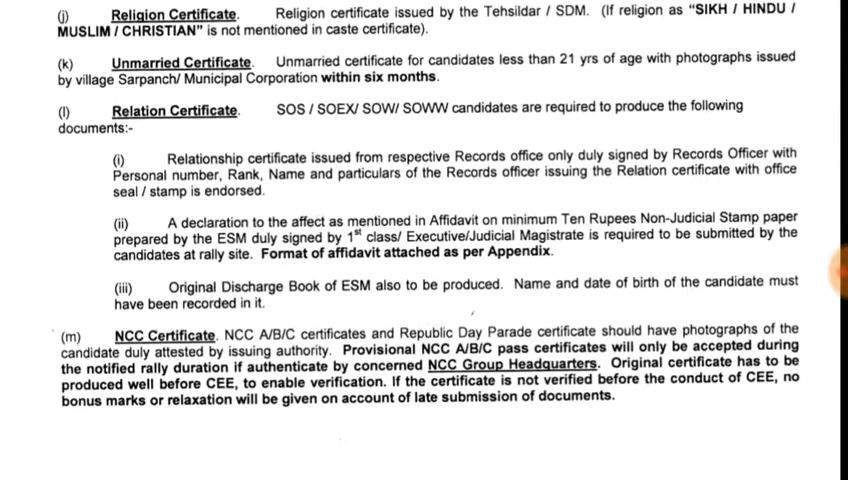 (j) Religion Certificate. Religion certificate issued by the Tehsildar / SDM. (If religion as "SIKH / HINDU /
MUSLIM / CHRISTIAN" is not mentioned in caste certificate).
(k) Unmarried Certificate. Unmarried certificate for candidates less than 21 yrs of age with photographs issued
by village Sarpanch/ Municipal Corporation within six months.
(l) Relation Certificate. SOS / SOEX/ SOW/ SOWW candidates are required to produce the following
documents:-
(i) Relationship certificate issued from respective Records office only duly signed by Records Officer with
Personal number, Rank, Name and particulars of the Records officer issuing the Relation certificate with office
seal / stamp is endorsed.
(ii) A declaration to the affect as mentioned in Affidavit on minimum Ten Rupees Non-Judicial Stamp paper
prepared by the ESM duly signed by 1st class/ Executive/Judicial Magistrate is required to be submitted by the
candidates at rally site. Format of affidavit attached as per Appendix.
(iii) Original Discharge Book of ESM also to be produced. Name and date of birth of the candidate must
have been recorded in it.
(m) NCC Certificate. NCC A/B/C certificates and Republic Day Parade certificate should have photographs of the
candidate duly attested by issuing authority. Provisional NCC A/B/C pass certificates will only be accepted during
the notified rally duration if authenticate by concerned NCC Group Headquarters. Original certificate has to be
produced well before CEE, to enable verification. If the certificate is not verified before the conduct of CEE, no
bonus marks or relaxation will be given on account of late submission of documents.